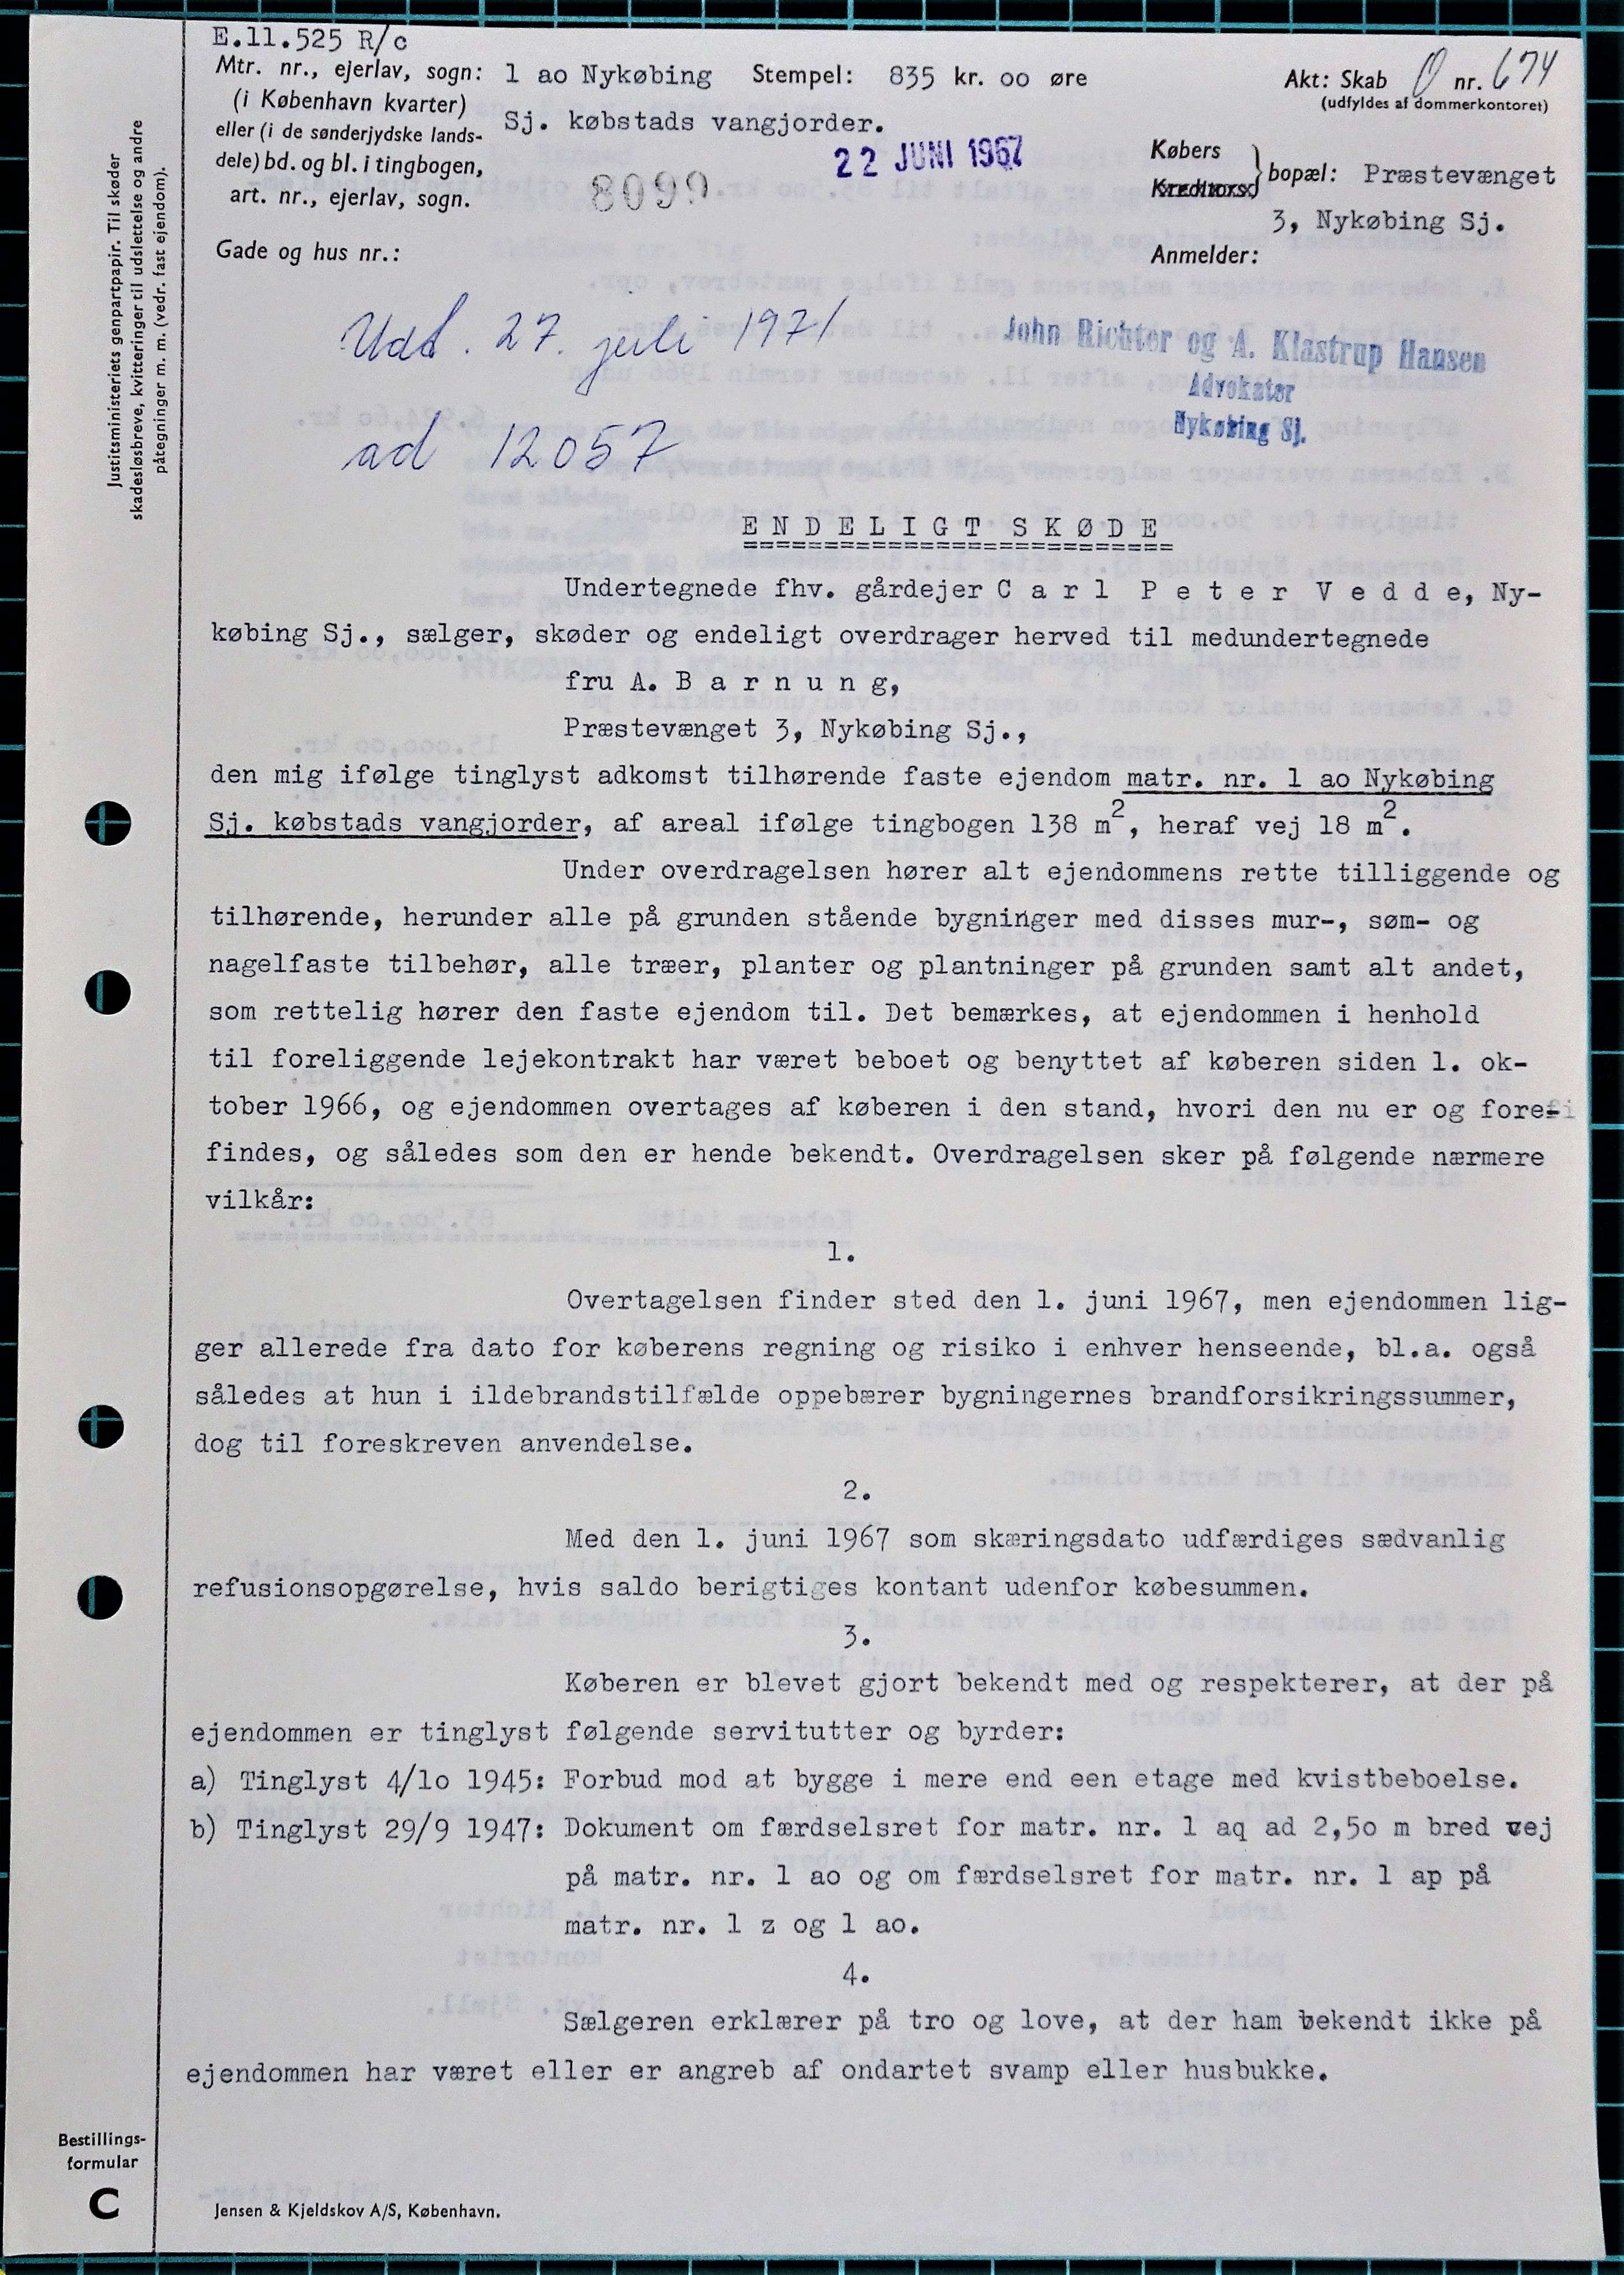 E.11.525 R/c
Mtr. nr., ejerlav, sogn: 1 ao Nykøbing Stempel: 835 kr. oo øre
(i København kvarter)
eller (i de sønderjydske lands- Sj. købstads vangjorder.
dele) bd. og bl. i tingbogen,
art. nr., ejerlav, sogn.
22 JUNI 1967
8099
Gade og hus nr.:
Akt: Skab O nr. 674
(udfyldes af dommerkontoret)
Købers
Kreditors} bopæl: Præstevænget
3, Nykøbing Sj.
Anmelder:
John Richter og A. Klastrup Hansen
Advokater
Nykøbing Sj.
Udd. 27. juli 1971
ad 12057
Justitsministeriets genpartpapir. Til skøder
skadesløsbreve, kvitteringer til udslettelse og andre
påtegninger m. m. (vedr. fast ejendom).
ENDELIGT SKØDE
Undertegnede fhv. gårdejer Carl Peter Vedde, Ny-
købing Sj., sælger, skøder og endeligt overdrager herved til medundertegnede
fru A. Barnung,
Præstevænget 3, Nykøbing Sj.,
den mig ifølge tinglyst adkomst tilhørende faste ejendom matr. nr. 1 ao Nykøbing
Sj. købstads vangjorder, af areal ifølge tingbogen 138 m², heraf vej 18 m².
Under overdragelsen hører alt ejendommens rette tilliggende og
tilhørende, herunder alle på grunden stående bygninger med disses mur-, søm- og
nagelfaste tilbehør, alle træer, planter og plantninger på grunden samt alt andet,
som rettelig hører den faste ejendom til. Det bemærkes, at ejendommen i henhold
til foreliggende lejekontrakt har været beboet og benyttet af køberen siden 1. ok-
tober 1966, og ejendommen overtages af køberen i den stand, hvori den nu er og fore-
findes, og således som den er hende bekendt. Overdragelsen sker på følgende nærmere
vilkår:
1.
Overtagelsen finder sted den 1. juni 1967, men ejendommen lig-
ger allerede fra dato for køberens regning og risiko i enhver henseende, bl.a. også
således at hun i ildebrandstilfælde oppebærer bygningernes brandforsikringssummer,
dog til foreskreven anvendelse.
2.
Med den 1. juni 1967 som skæringsdato udfærdiges sædvanlig
refusionsopgørelse, hvis saldo berigtiges kontant udenfor købesummen.
3.
Køberen er blevet gjort bekendt med og respekterer, at der på
ejendommen er tinglyst følgende servitutter og byrder:
a) Tinglyst 4/1o 1945: Forbud mod at bygge i mere end een etage med kvistbeboelse.
b) Tinglyst 29/9 1947: Dokument om færdselsret for matr. nr. 1 aq ad 2,5o m bred vej
på matr. nr. 1 ao og om færdselsret for matr. nr. 1 ap på
matr. nr. 1 z og 1 ao.
4.
Sælgeren erklærer på tro og love, at der ham bekendt ikke på
ejendommen har været eller er angreb af ondartet svamp eller husbukke.
Bestillings-
formular
C
Jensen & Kjeldskov A/S, København.